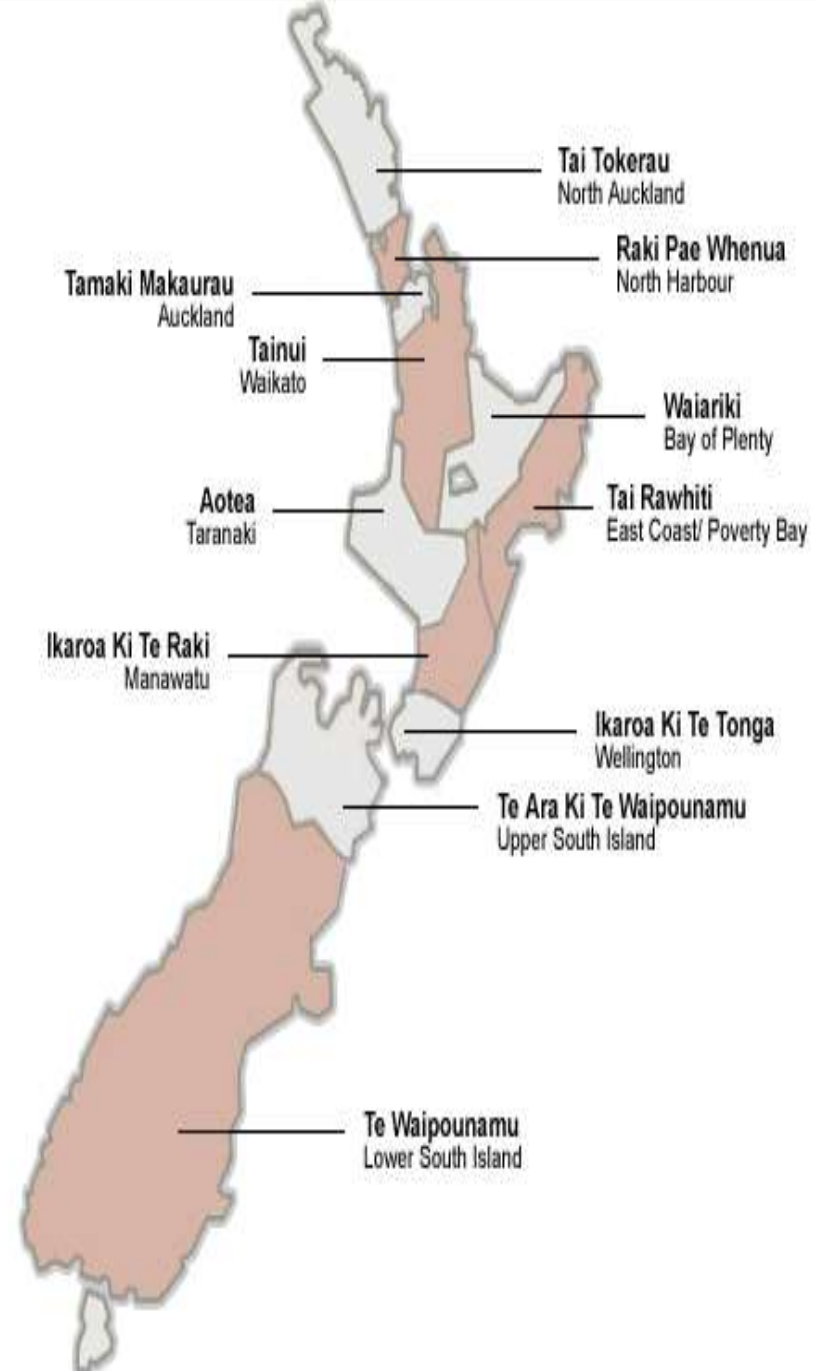 Tai Tokerau
North Auckland
Raki Pae Whenua
North Harbour
Tamaki Makaurau
Auckland
Tainui
Waikato
Waiariki
Bay of Plenty
Aotea
Taranaki
Tai Rawhiti
East Coast/ Poverty Bay
Ikaroa Ki Te Raki
Manawatu
Ikaroa Ki Te Tonga
Wellington
Te Ara Ki Te Waipounamu
Upper South Island
Te Waipounamu
Lower South Island